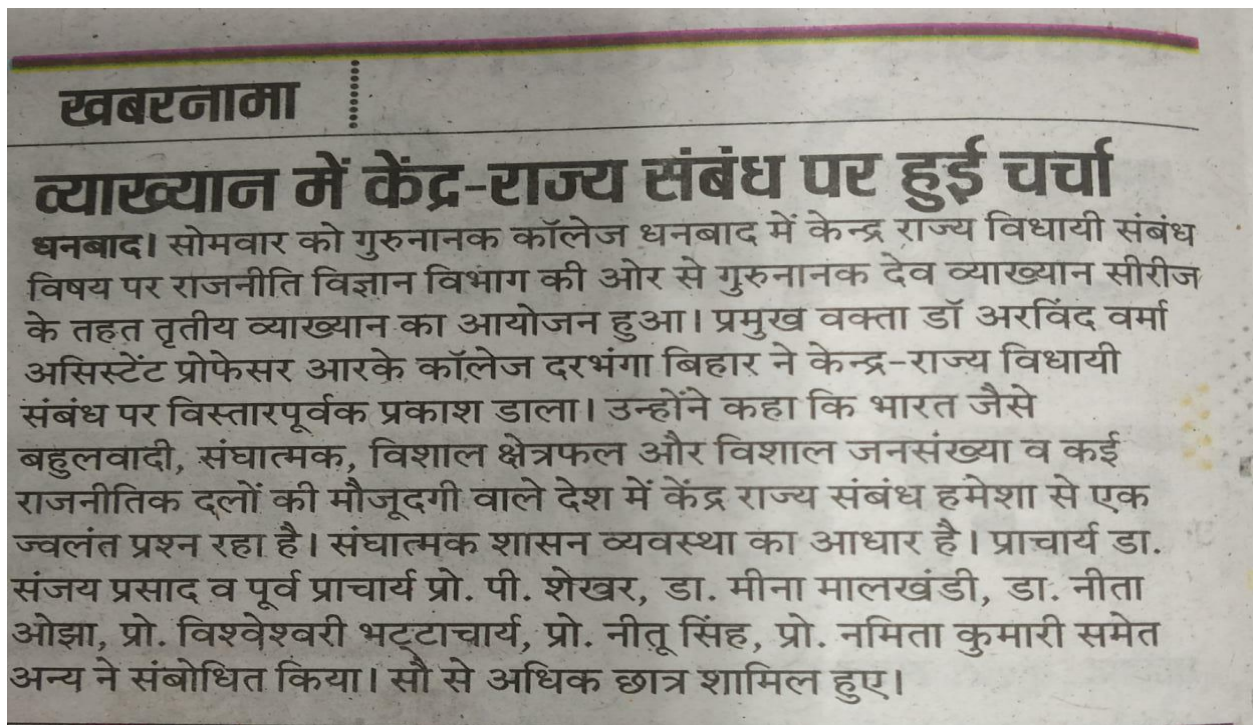 खबरनामा
व्याख्यान में केंद्र-राज्य संबंध पर हुई चर्चा
धनबाद। सोमवार को गुरुनानक कॉलेज धनबाद में केन्द्र राज्य विधायी संबंध
विषय पर राजनीति विज्ञान विभाग की ओर से गुरुनानक देव व्याख्यान सीरीज
के तहत तृतीय व्याख्यान का आयोजन हुआ। प्रमुख वक्ता डॉ अरविंद वर्मा
असिस्टेंट प्रोफेसर आरके कॉलेज दरभंगा बिहार ने केन्द्र-राज्य विधायी
संबंध पर विस्तारपूर्वक प्रकाश डाला। उन्होंने कहा कि भारत जैसे
बहुलवादी, संघात्मक, विशाल क्षेत्रफल और विशाल जनसंख्या व कई
राजनीतिक दलों की मौजूदगी वाले देश में केंद्र राज्य संबंध हमेशा से एक
ज्वलंत प्रश्न रहा है। संघात्मक शासन व्यवस्था का आधार है। प्राचार्य डा.
संजय प्रसाद व पूर्व प्राचार्य प्रो. पी. शेखर, डा. मीना मालखंडी, डा. नीता
ओझा, प्रो. विश्वेश्वरी भट्टाचार्य, प्रो. नीतू सिंह, प्रो. नमिता कुमारी समेत
अन्य ने संबोधित किया। सौ से अधिक छात्र शामिल हुए।